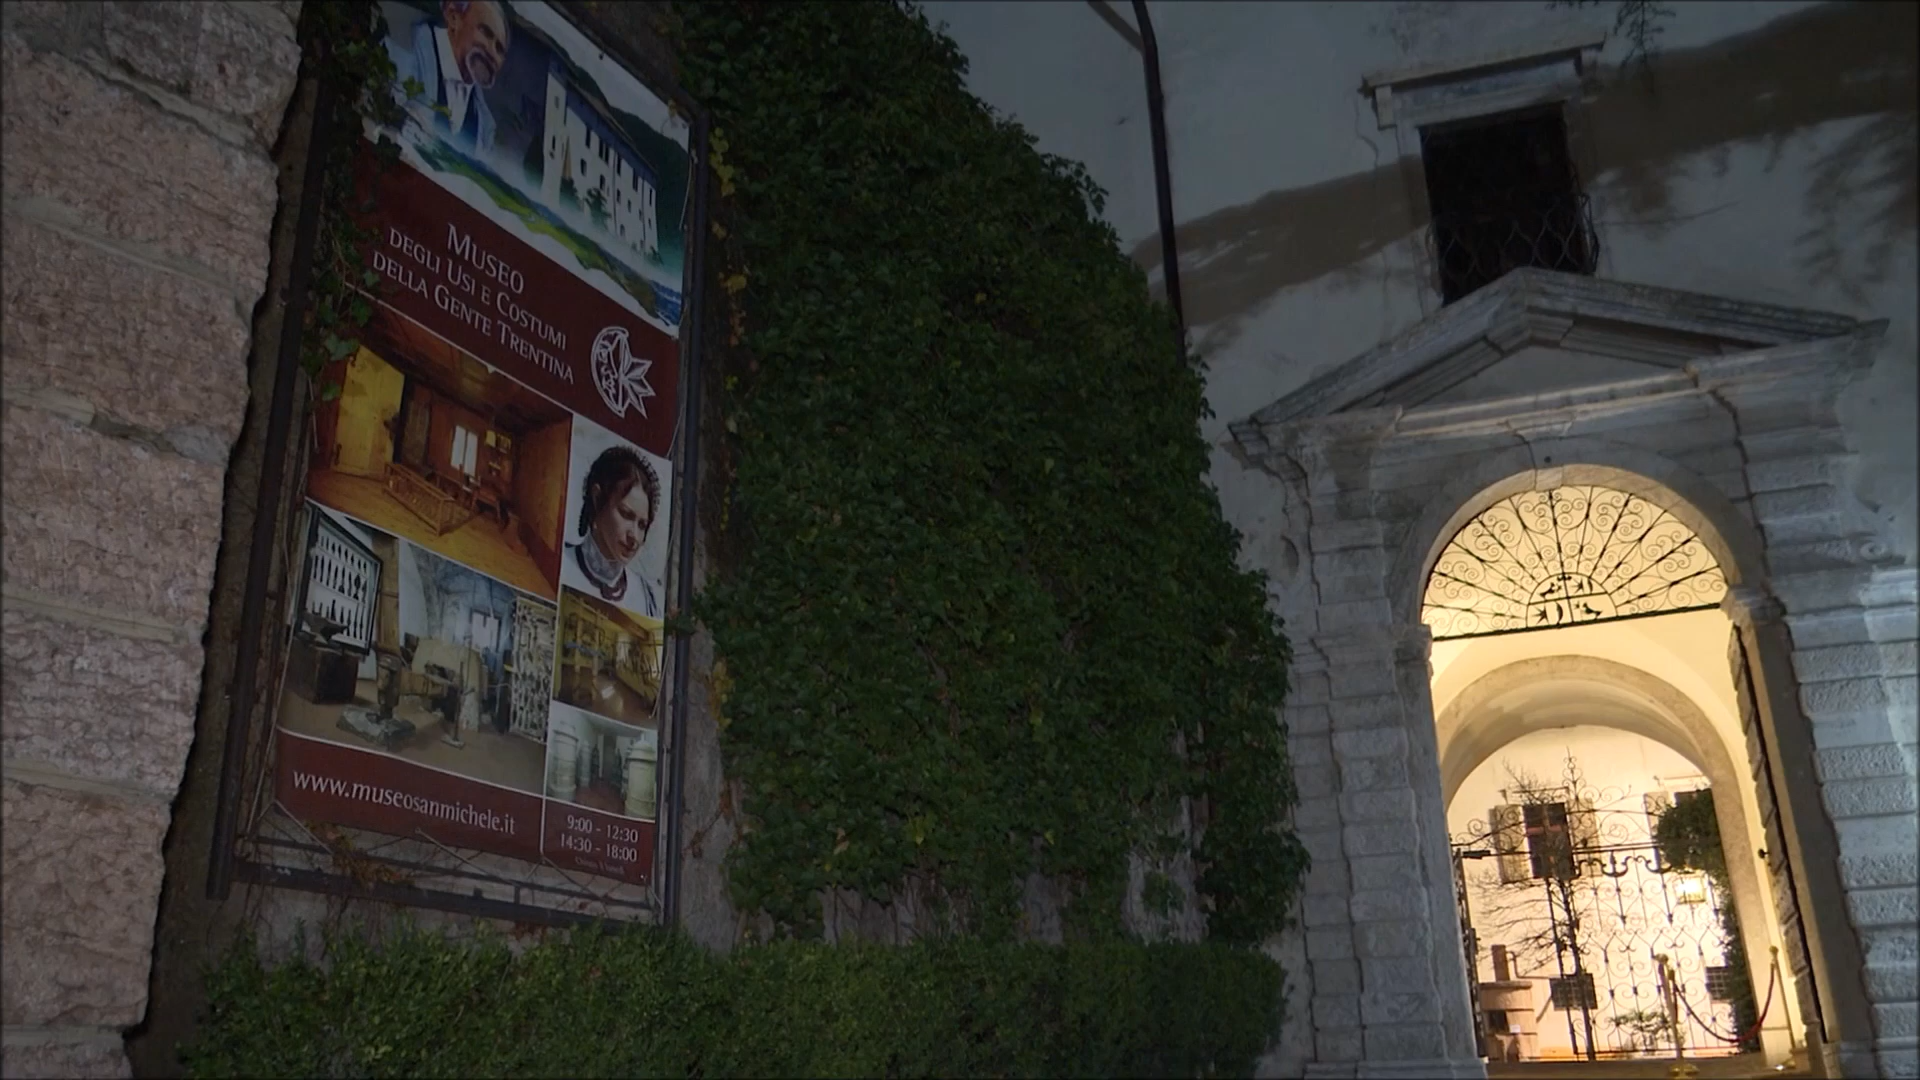 MUSEO
DEGLI USI E COSTUMI
DELLA GENTE TRENTINA
www.museosanmichele.it
9:00 - 12:30
14:30 - 18:00